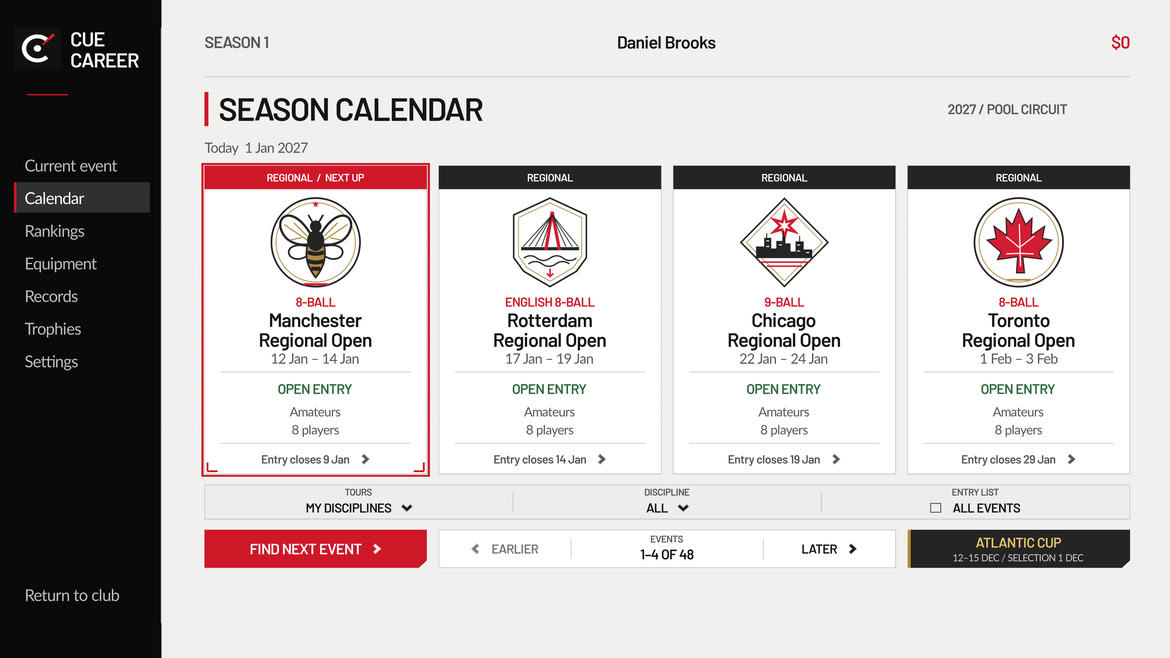 CUE
CAREER
Current event
Calendar
Rankings
Equipment
Records
Trophies
Settings
Return to club
SEASON 1
Daniel Brooks
$0
SEASON CALENDAR
2027 / POOL CIRCUIT
Today 1 Jan 2027
REGIONAL / NEXT UP
8-BALL
Manchester
Regional Open
12 Jan – 14 Jan
OPEN ENTRY
Amateurs
8 players
Entry closes 9 Jan
REGIONAL
ENGLISH 8-BALL
Rotterdam
Regional Open
17 Jan – 19 Jan
OPEN ENTRY
Amateurs
8 players
Entry closes 14 Jan
REGIONAL
9-BALL
Chicago
Regional Open
22 Jan – 24 Jan
OPEN ENTRY
Amateurs
8 players
Entry closes 19 Jan
REGIONAL
8-BALL
Toronto
Regional Open
1 Feb – 3 Feb
OPEN ENTRY
Amateurs
8 players
Entry closes 29 Jan
TOURS
MY DISCIPLINES
DISCIPLINE
ALL
ENTRY LIST
ALL EVENTS
FIND NEXT EVENT
EARLIER
EVENTS
1–4 OF 48
LATER
ATLANTIC CUP
12–15 DEC / SELECTION 1 DEC